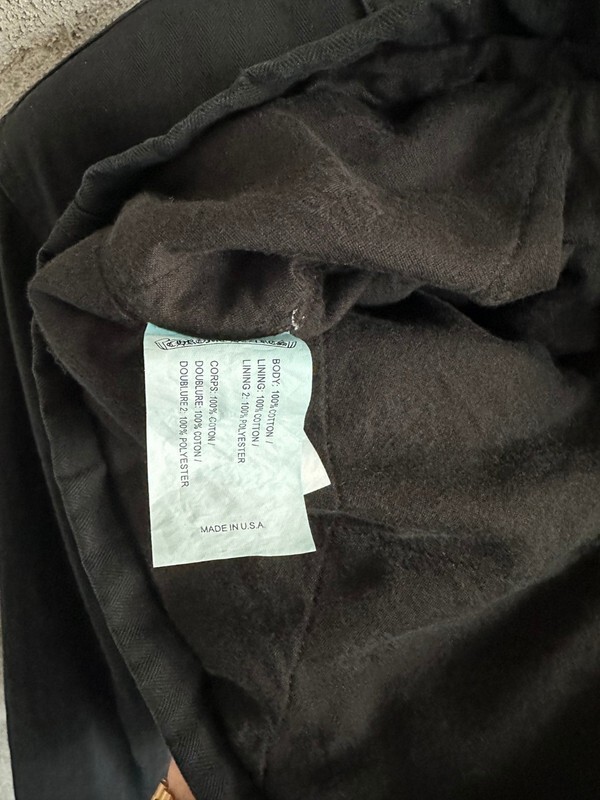 BODY: 100% COTTON /
LINING: 100% COTTON /
LINING 2: 100% POLYESTER
CORPS: 100% COTON /
DOUBLURE: 100% COTON /
DOUBLURE 2: 100% POLYESTER
MADE IN U.S.A.